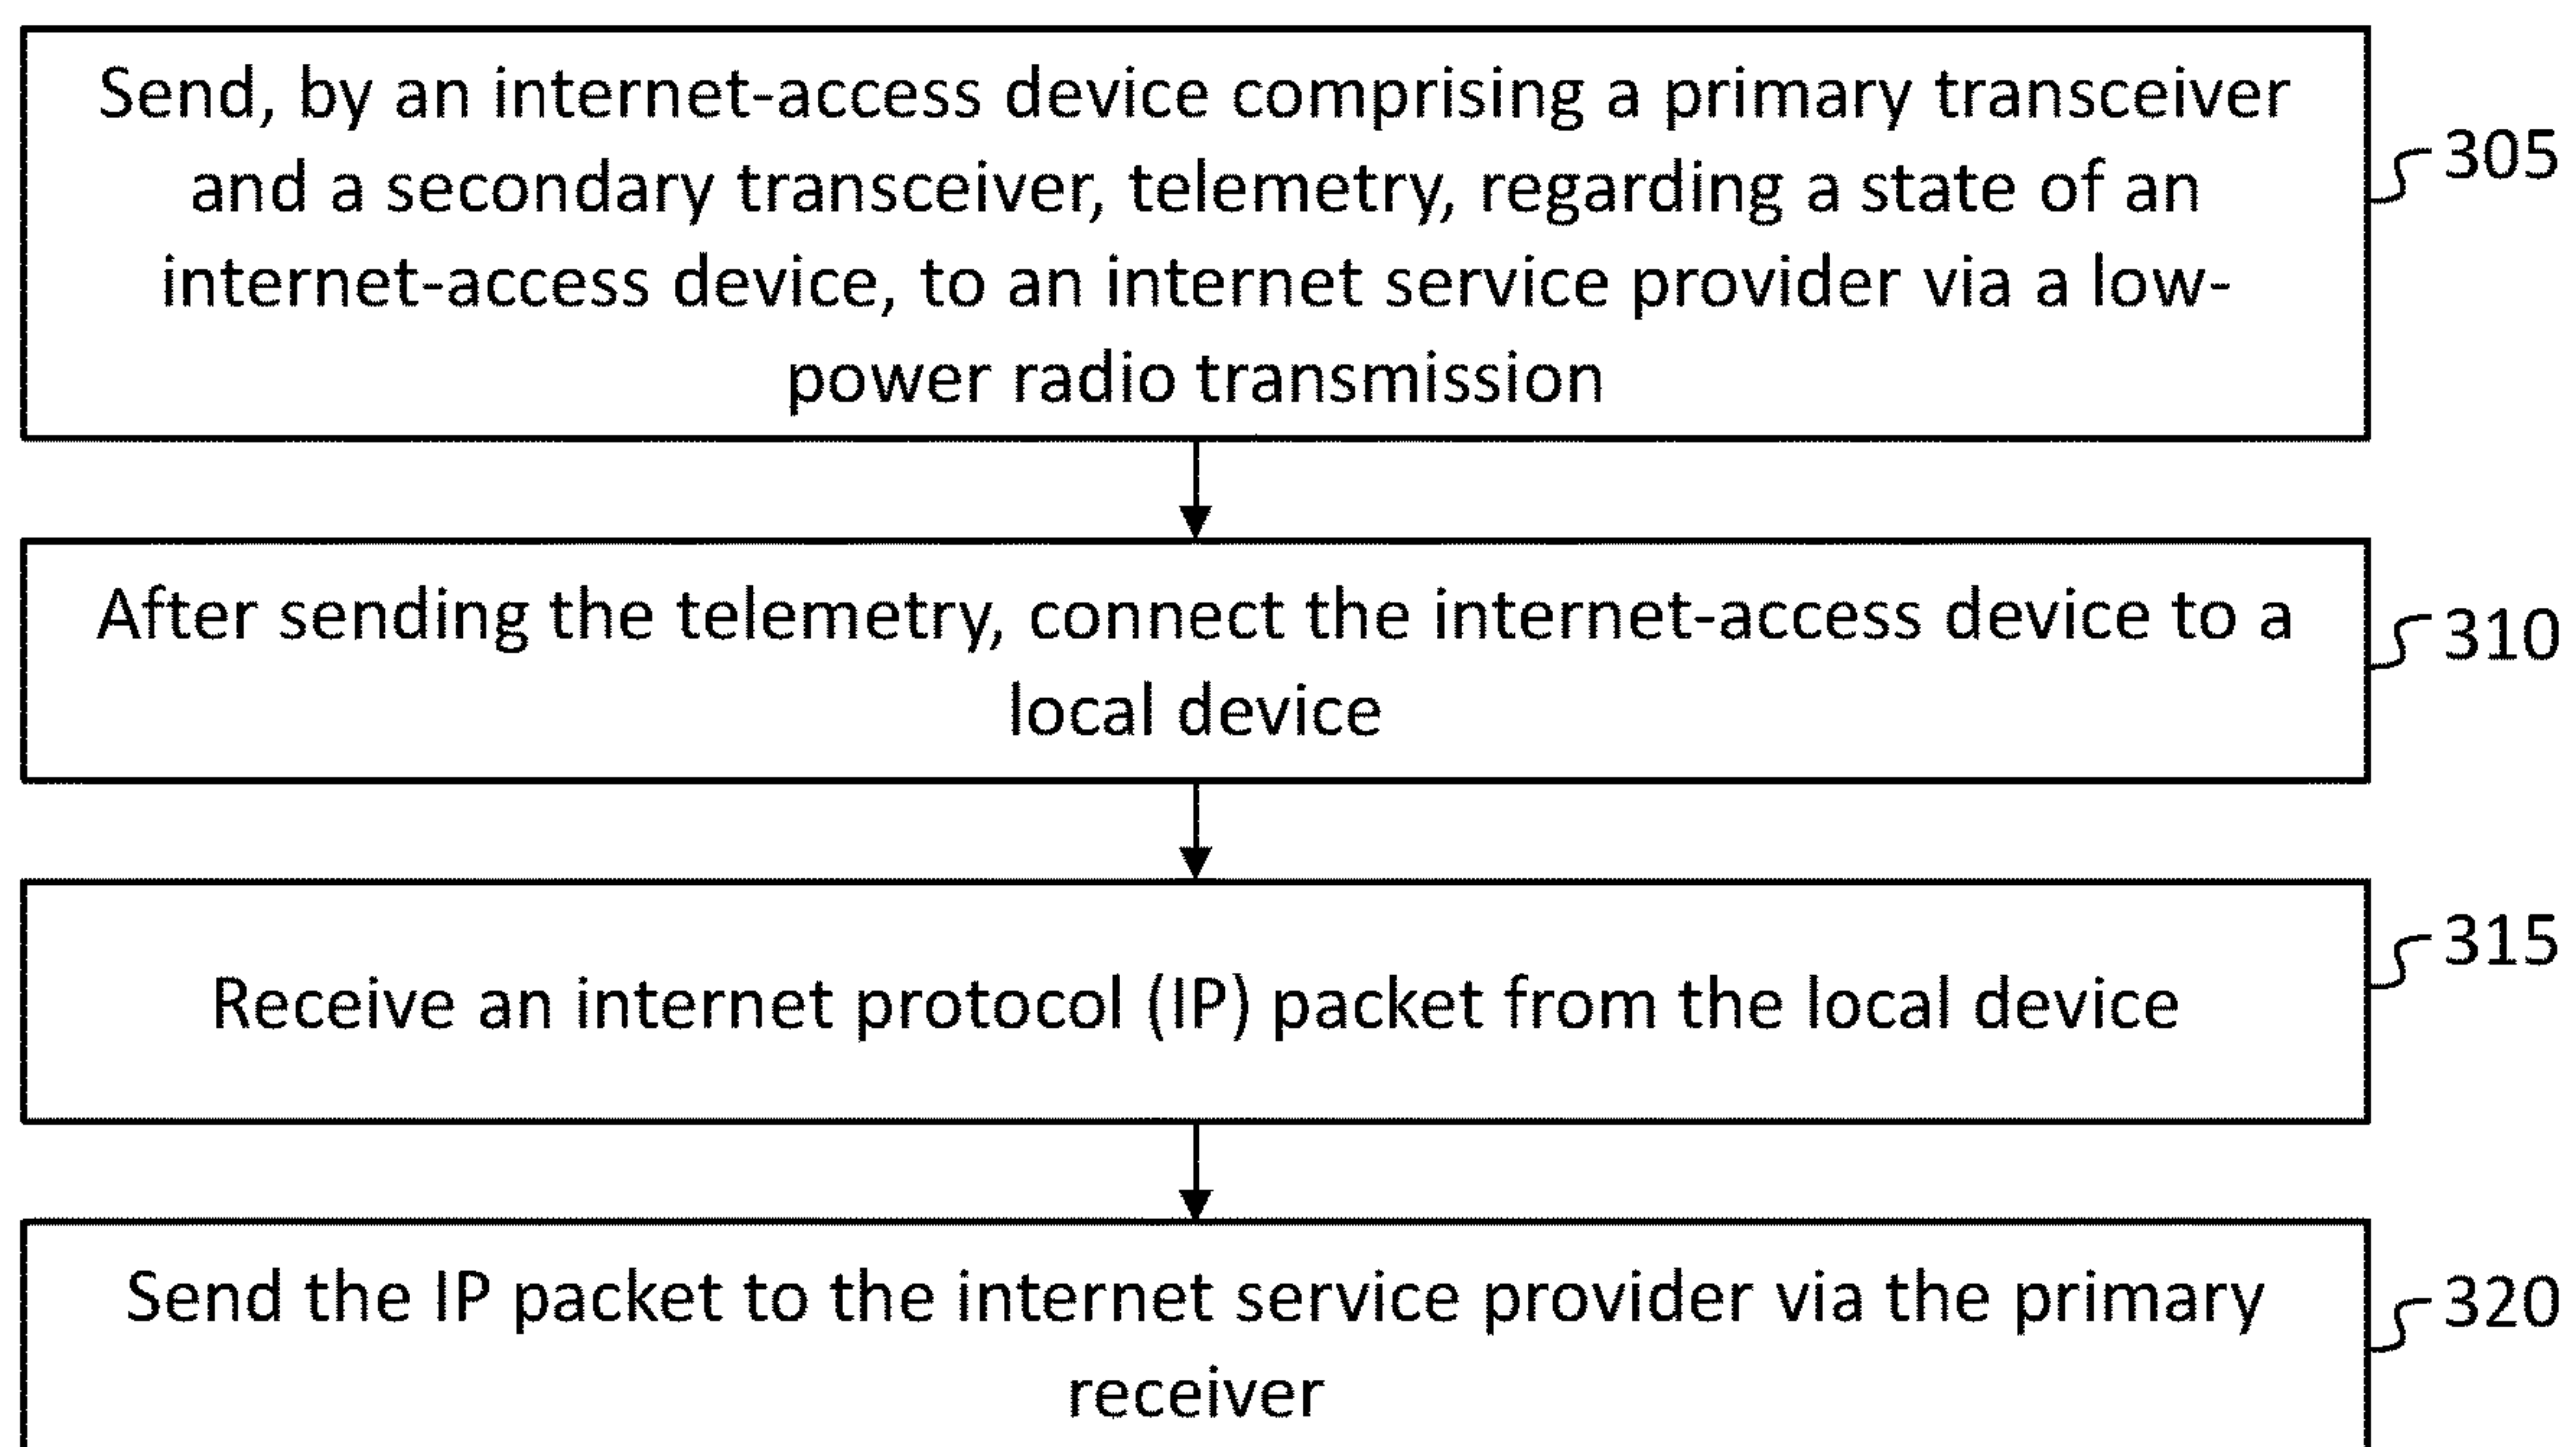 Send, by an internet-access device comprising a primary transceiver
and a secondary transceiver, telemetry, regarding a state of an
internet-access device, to an internet service provider via a low-
power radio transmission
305
After sending the telemetry, connect the internet-access device to a
local device
310
Receive an internet protocol (IP) packet from the local device
315
Send the IP packet to the internet service provider via the primary
receiver
320